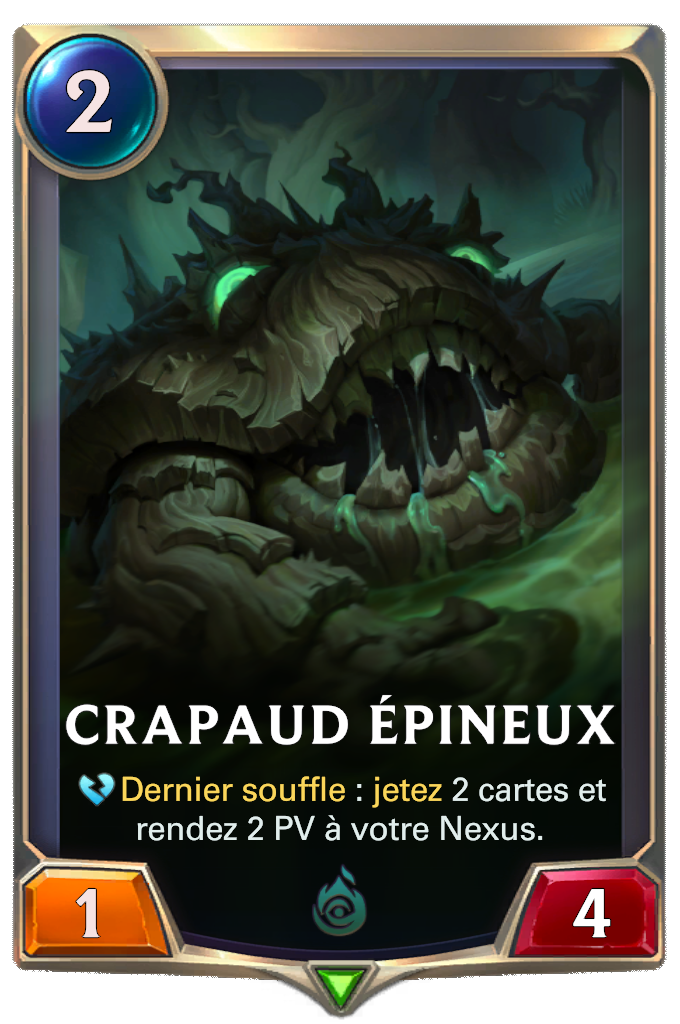 2
CRAPAUD ÉPINEUX
Dernier souffle : jetez 2 cartes et
rendez 2 PV à votre Nexus.
1
4